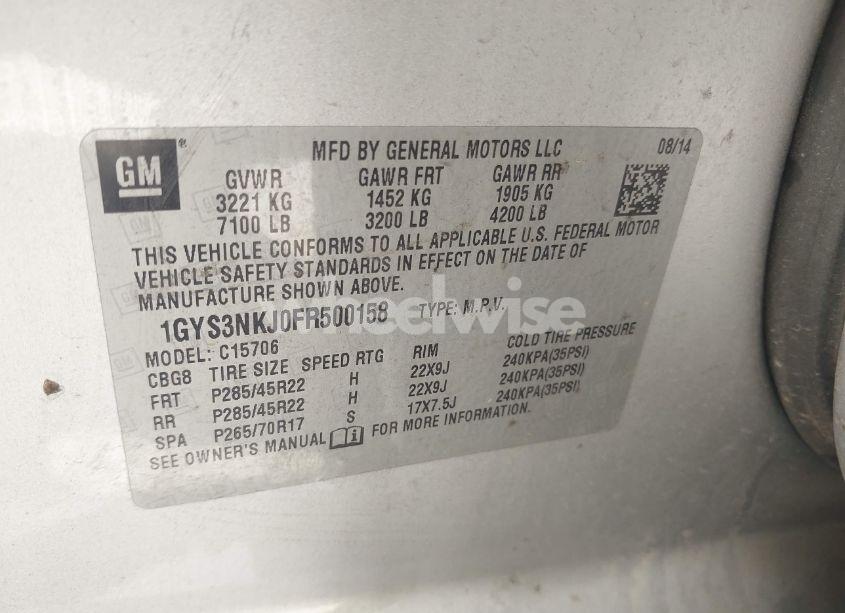 GM
MFD BY GENERAL MOTORS LLC 08/14
GVWR GAWR FRT GAWR RR
3221 KG 1452 KG 1905 KG
7100 LB 3200 LB 4200 LB
THIS VEHICLE CONFORMS TO ALL APPLICABLE U.S. FEDERAL MOTOR
VEHICLE SAFETY STANDARDS IN EFFECT ON THE DATE OF
MANUFACTURE SHOWN ABOVE.
1GYS3NKJ0FR500158 TYPE: M.P.V.
MODEL: C15706
CBG8 TIRE SIZE SPEED RTG RIM COLD TIRE PRESSURE
FRT P285/45R22 H 22X9J 240KPA(35PSI)
RR P285/45R22 H 22X9J 240KPA(35PSI)
SPA P265/70R17 S 17X7.5J 240KPA(35PSI)
SEE OWNER'S MANUAL FOR MORE INFORMATION.